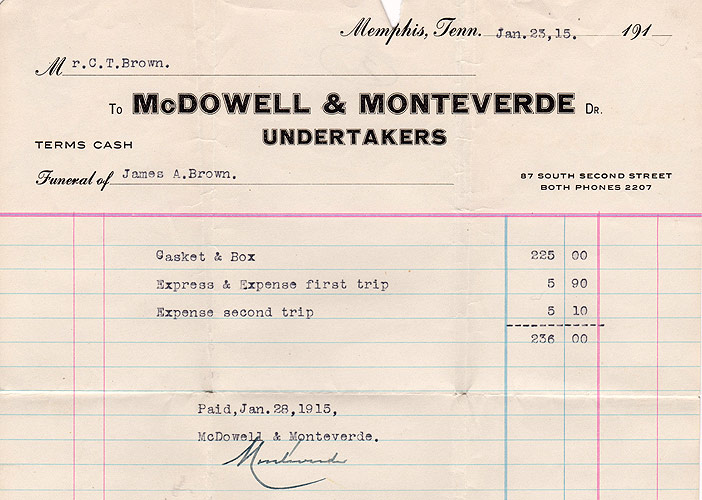 Memphis, Tenn. Jan.23,15. 191
Mr.C.T.Brown.
To McDOWELL & MONTEVERDE Dr.
UNDERTAKERS
TERMS CASH
Funeral of James A.Brown.
87 SOUTH SECOND STREET
BOTH PHONES 2207
Gasket & Box 225 00
Express & Expense first trip 5 90
Expense second trip 5 10
236 00
Paid,Jan.28,1915,
McDowell & Monteverde.
Monteverde